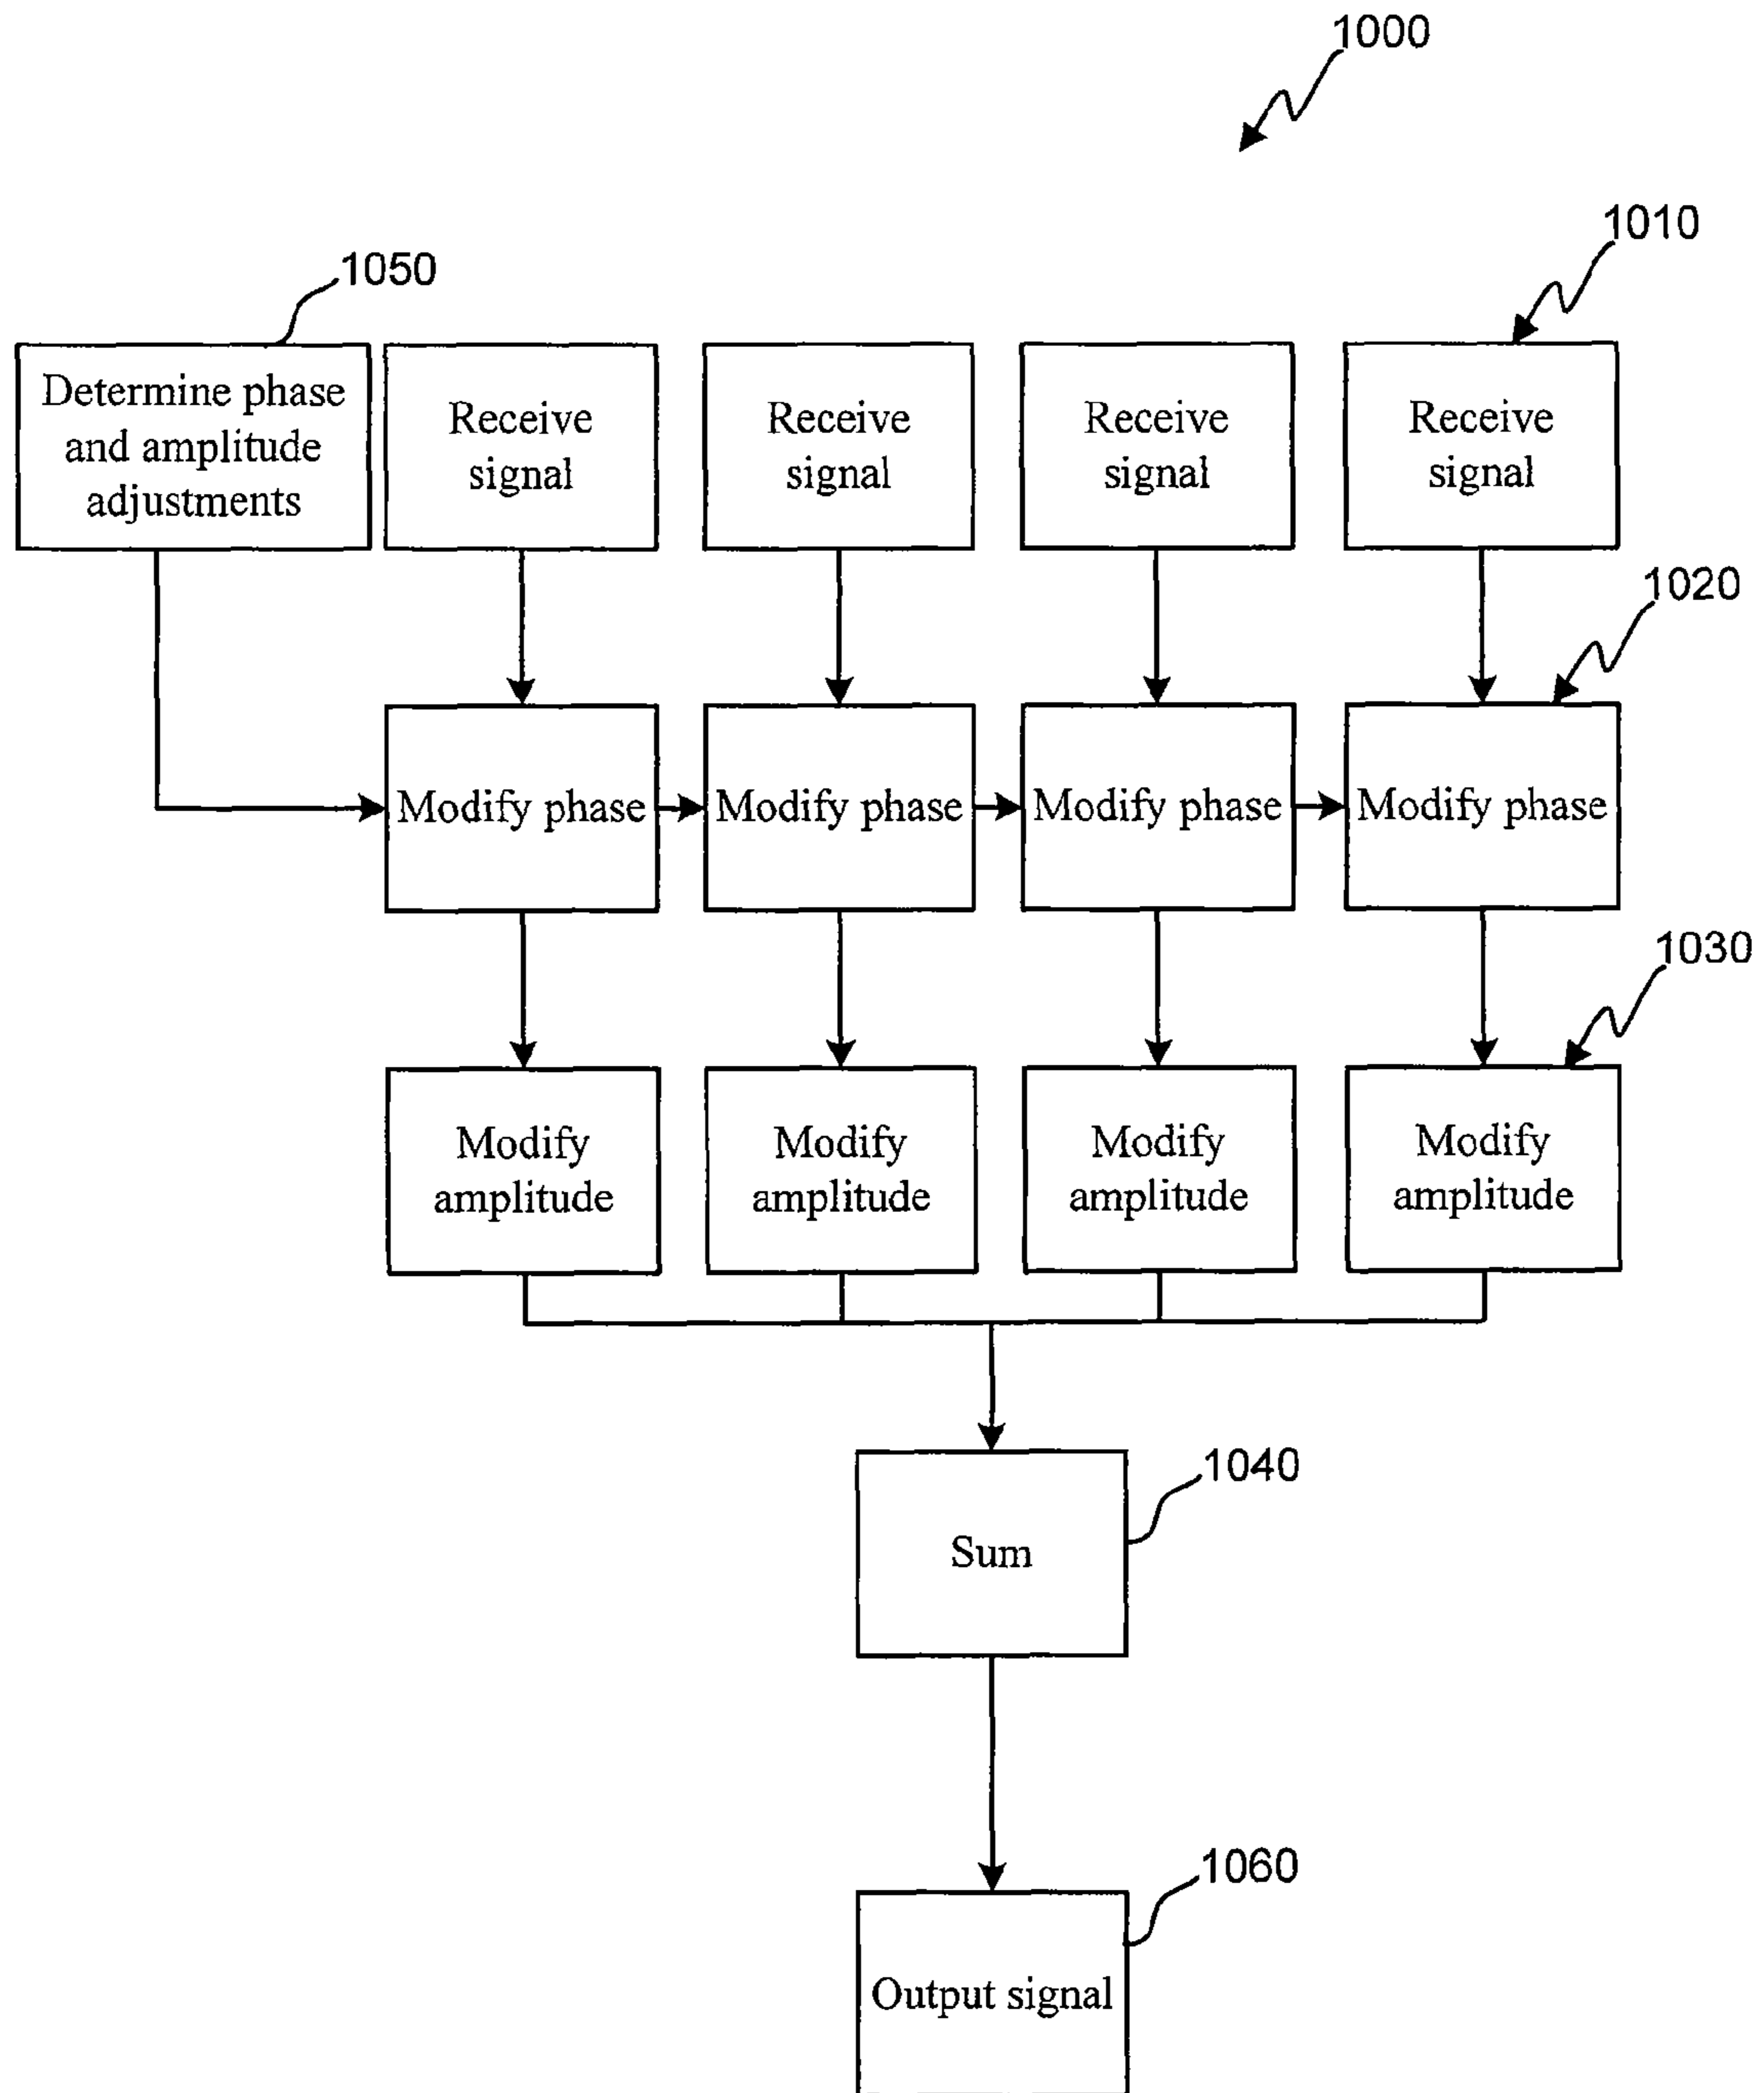 1000
1010
1050
Determine phase
and amplitude
adjustments
Receive
signal
Receive
signal
Receive
signal
Receive
signal
1020
Modify phase
Modify phase
Modify phase
Modify phase
1030
Modify
amplitude
Modify
amplitude
Modify
amplitude
Modify
amplitude
1040
Sum
1060
Output signal